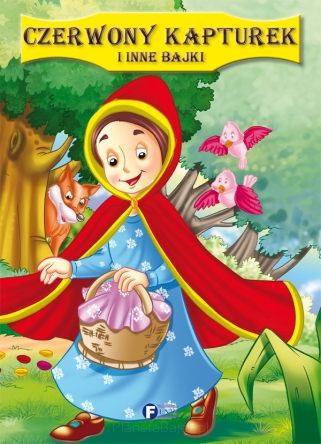 CZERWONY KAPTUREK
I INNE BAJKI
F